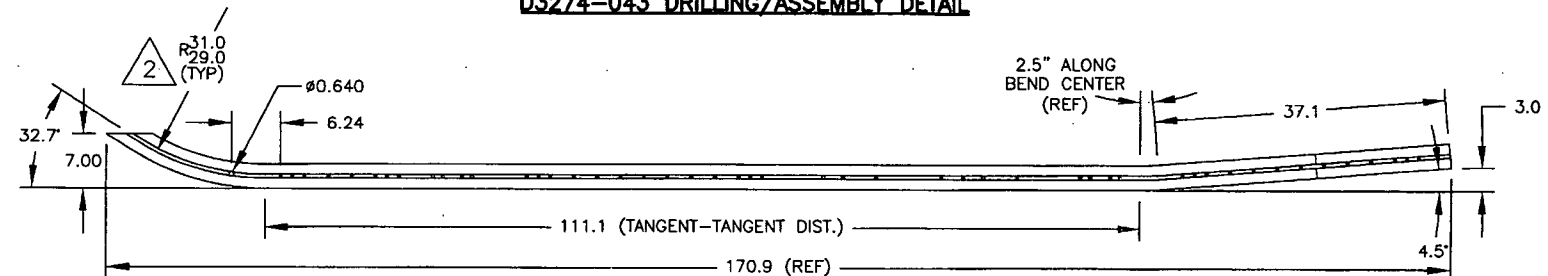 D3274-043 DRILLING/ASSEMBLY DETAIL
2
R31.0
29.0
(TYP)
ø0.640
6.24
32.7°
7.00
2.5" ALONG
BEND CENTER
(REF)
37.1
3.0
111.1 (TANGENT-TANGENT DIST.)
4.5°
170.9 (REF)